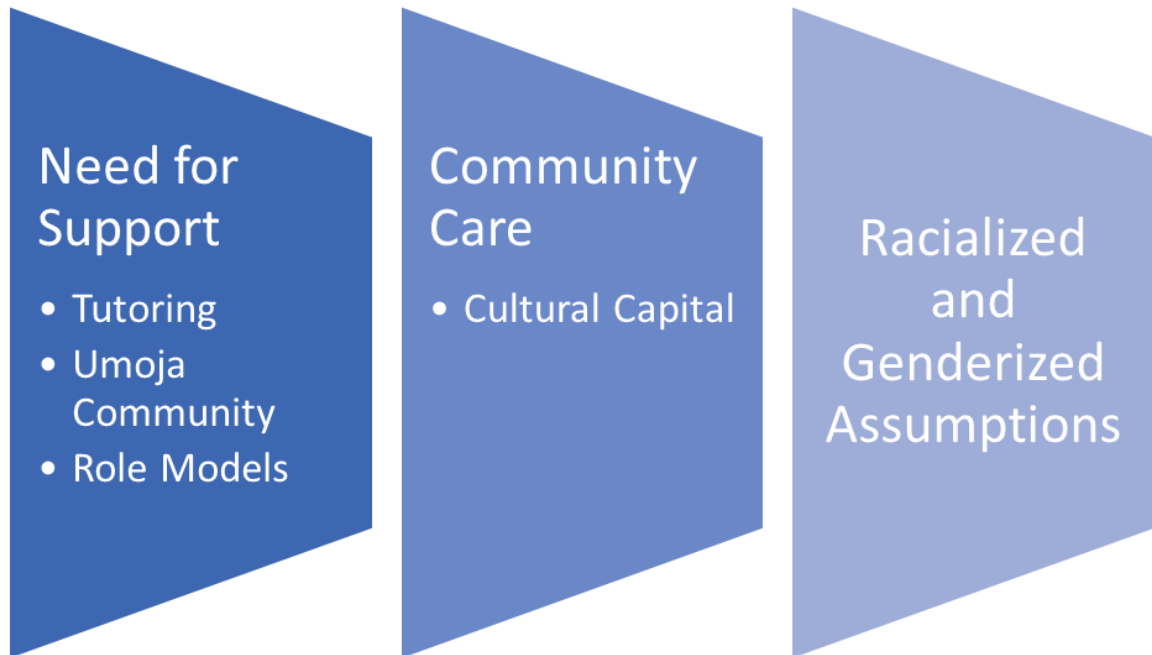 Need for
Support
• Tutoring
• Umoja
Community
• Role Models
Community
Care
• Cultural Capital
Racialized
and
Genderized
Assumptions